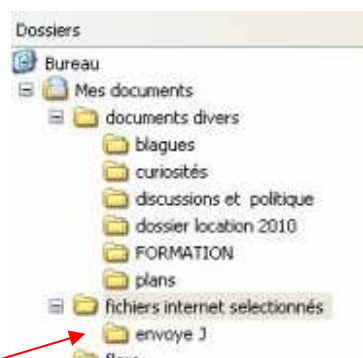 Dossiers
Bureau
Mes documents
documents divers
blagues
curiosités
discussions et politique
dossier location 2010
FORMATION
plans
fichiers internet selectionnés
envoye J